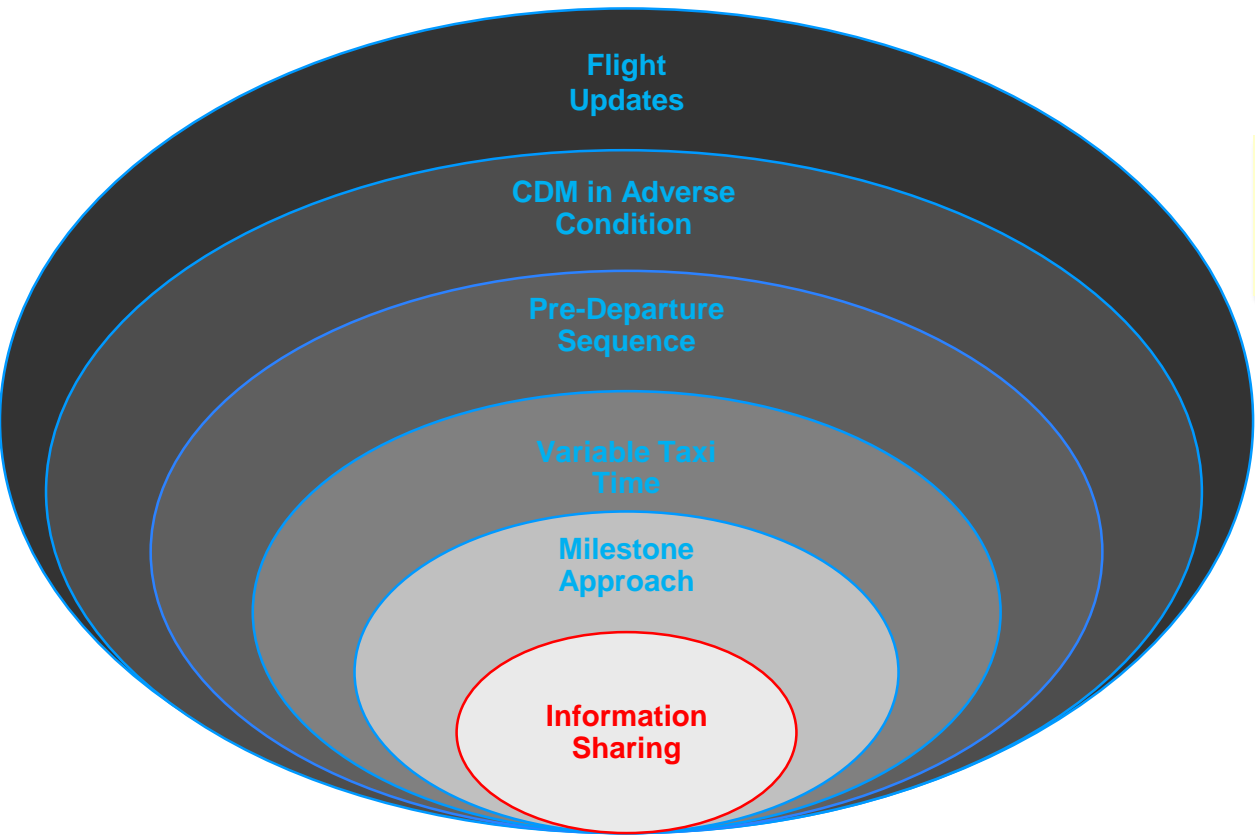 Flight
Updates
CDM in Adverse
Condition
Pre-Departure
Sequence
Variable Taxi
Time
Milestone
Approach
Information
Sharing